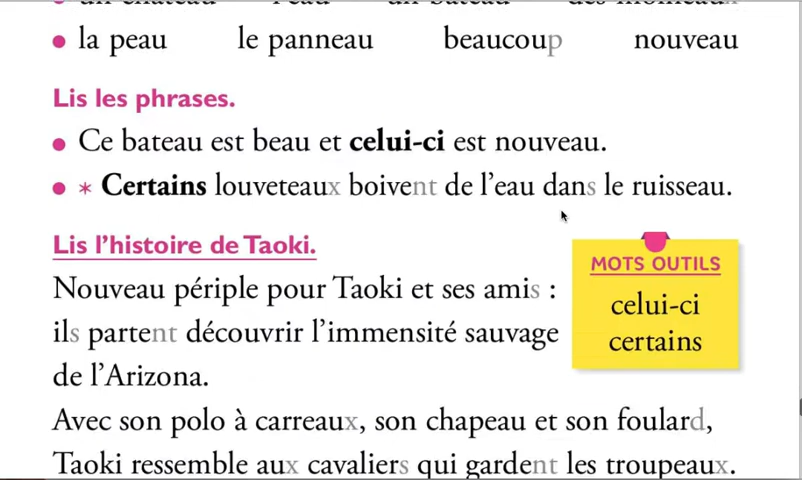 la peau le panneau beaucoup nouveau
Lis les phrases.
Ce bateau est beau et celui-ci est nouveau.
* Certains louveteaux boivent de l'eau dans le ruisseau.
Lis l'histoire de Taoki.
Nouveau périple pour Taoki et ses amis :
ils partent découvrir l'immensité sauvage
de l'Arizona.
Avec son polo à carreaux, son chapeau et son foulard,
Taoki ressemble aux cavaliers qui gardent les troupeaux.
MOTS OUTILS
celui-ci
certains